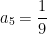 a₅ = 1/9